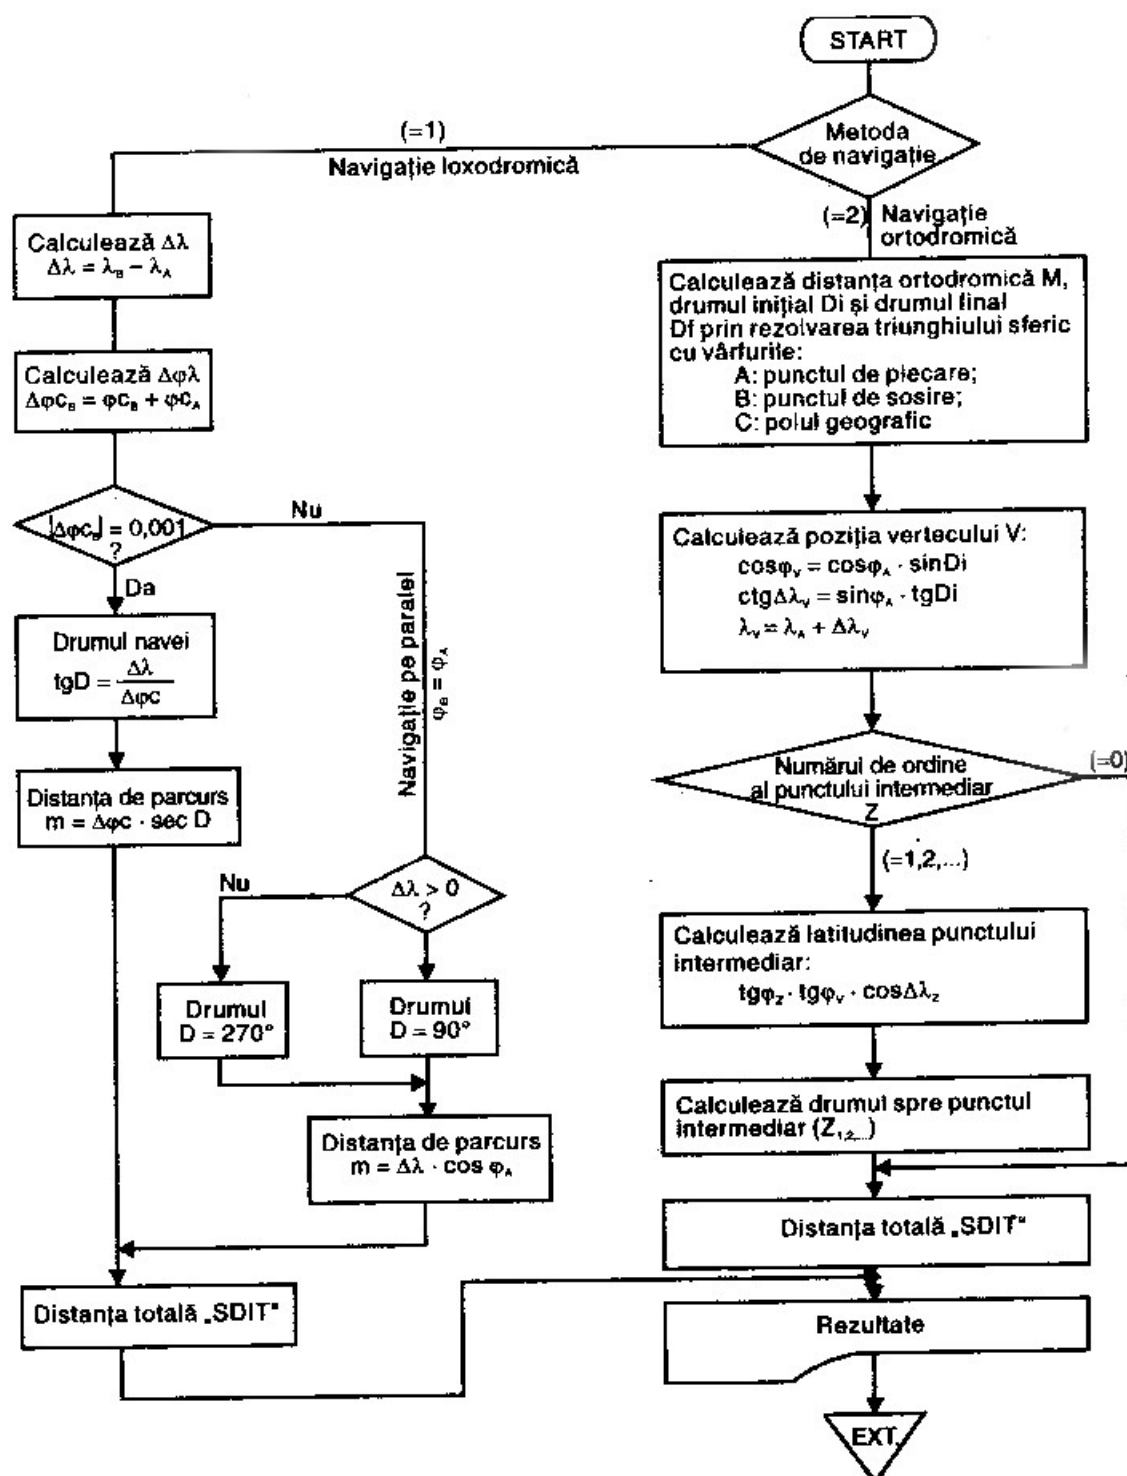 START
Metoda
de navigație
(=1)
Navigație loxodromică
(=2) Navigație
ortodromică
Calculează Δλ
Δλ = λB – λA
Calculează Δφλ
ΔφcB = φcB + φcA
|ΔφcB| = 0,001
?
Nu
Da
Drumul navei
tgD = Δλ / Δφc
Distanța de parcurs
m = Δφc · sec D
Navigație pe paralel
φB = φA
Δλ > 0
?
Nu
Drumul
D = 270°
Drumul
D = 90°
Distanța de parcurs
m = Δλ · cos φA
Distanța totală „SDIT"
Calculează distanța ortodromică M,
drumul inițial Di și drumul final
Df prin rezolvarea triunghiului sferic
cu vârfurile:
A: punctul de plecare;
B: punctul de sosire;
C: polul geografic
Calculează poziția vertecului V:
cosφV = cosφA · sinDi
ctgΔλV = sinφA · tgDi
λV = λA + ΔλV
Numărul de ordine
al punctului intermediar
Z
(=0)
(=1,2,...)
Calculează latitudinea punctului
intermediar:
tgφZ · tgφV · cosΔλZ
Calculează drumul spre punctul
intermediar (Z1,2,...)
Distanța totală „SDIT"
Rezultate
EXT.